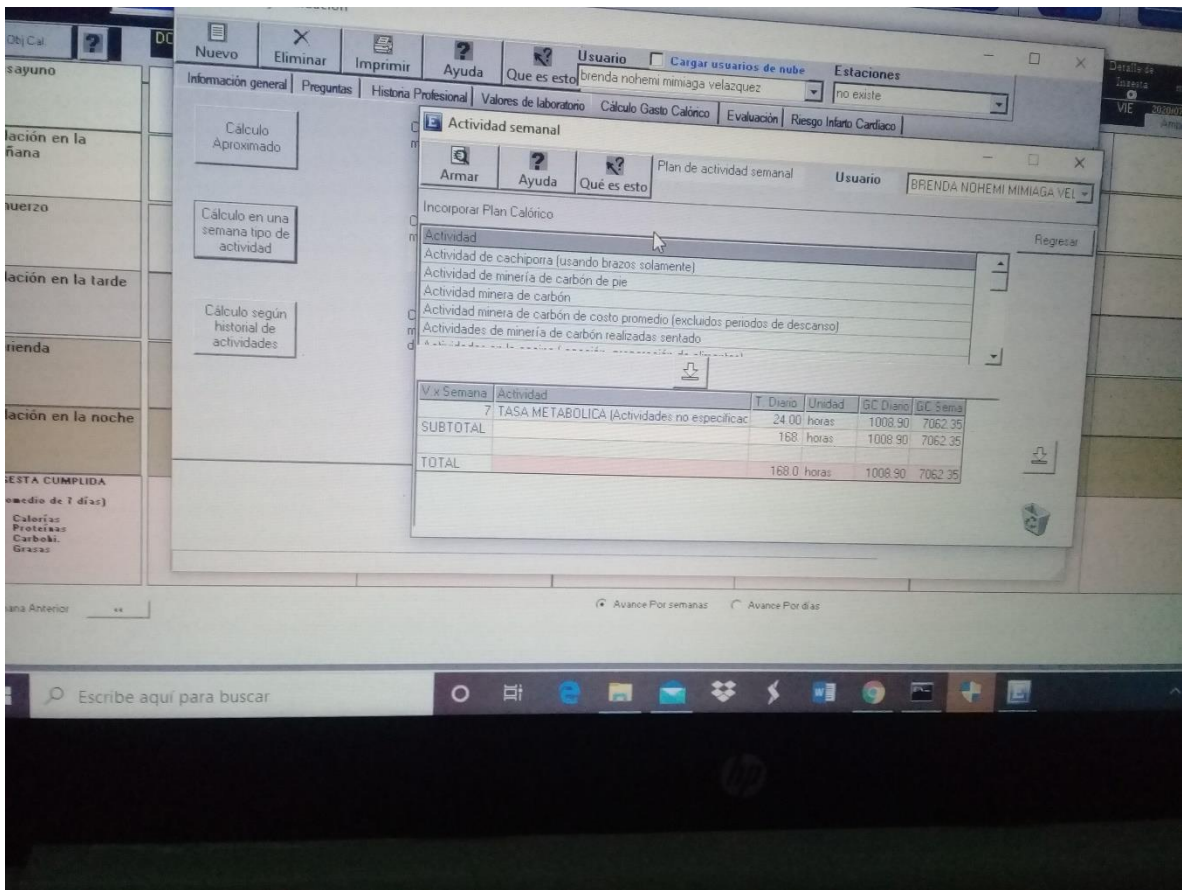 Obj Cal.
?
DO
Nuevo
Eliminar
Imprimir
?
Ayuda
Que es esto
Usuario
Cargar usuarios de nube
brenda nohemi mimiaga velazquez
Estaciones
no existe
Información general
Preguntas
Historia Profesional
Valores de laboratorio
Cálculo Gasto Calórico
Evaluación
Riesgo Infarto Cardiaco
Detalle de
Ingesta
VIE
sayuno
lación en la
ñana
uerzo
lación en la tarde
rienda
lación en la noche
ESTA CUMPLIDA
omedio de 7 días)
Calorías
Proteinas
Carbohi.
Grasas
Cálculo
Aproximado
Cálculo en una
semana tipo de
actividad
Cálculo según
historial de
actividades
E Actividad semanal
Armar
?
Ayuda
Qué es esto
Plan de actividad semanal
Usuario
BRENDA NOHEMI MIMIAGA VEL
Incorporar Plan Calórico
Regresar
Actividad
Actividad de cachiporra (usando brazos solamente)
Actividad de minería de carbón de pie
Actividad minera de carbón
Actividad minera de carbón de costo promedio (excluidos periodos de descanso)
Actividades de minería de carbón realizadas sentado
V.x Semana Actividad T. Diario Unidad GC Diario GC Sema
7 TASA METABOLICA (Actividades no especificac 24.00 horas 1008.90 7062.35
SUBTOTAL 168 horas 1008.90 7062.35
TOTAL 168.0 horas 1008.90 7062.35
ana Anterior <<
Avance Por semanas
Avance Por días
Escribe aquí para buscar
hp